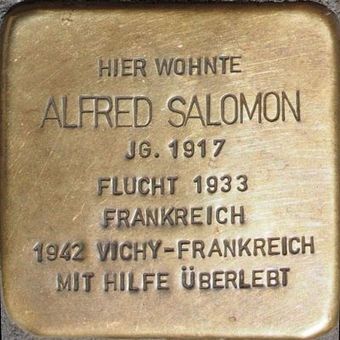 HIER WOHNTE
ALFRED SALOMON
JG. 1917
FLUCHT 1933
FRANKREICH
1942 VICHY-FRANKREICH
MIT HILFE ÜBERLEBT